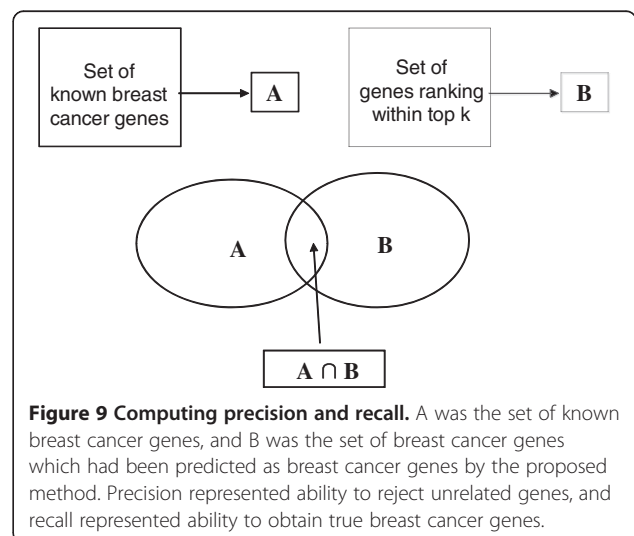 Set of
known breast
cancer genes
A
Set of
genes ranking
within top k
B
A
B
A ∩ B
Figure 9 Computing precision and recall. A was the set of known
breast cancer genes, and B was the set of breast cancer genes
which had been predicted as breast cancer genes by the proposed
method. Precision represented ability to reject unrelated genes, and
recall represented ability to obtain true breast cancer genes.